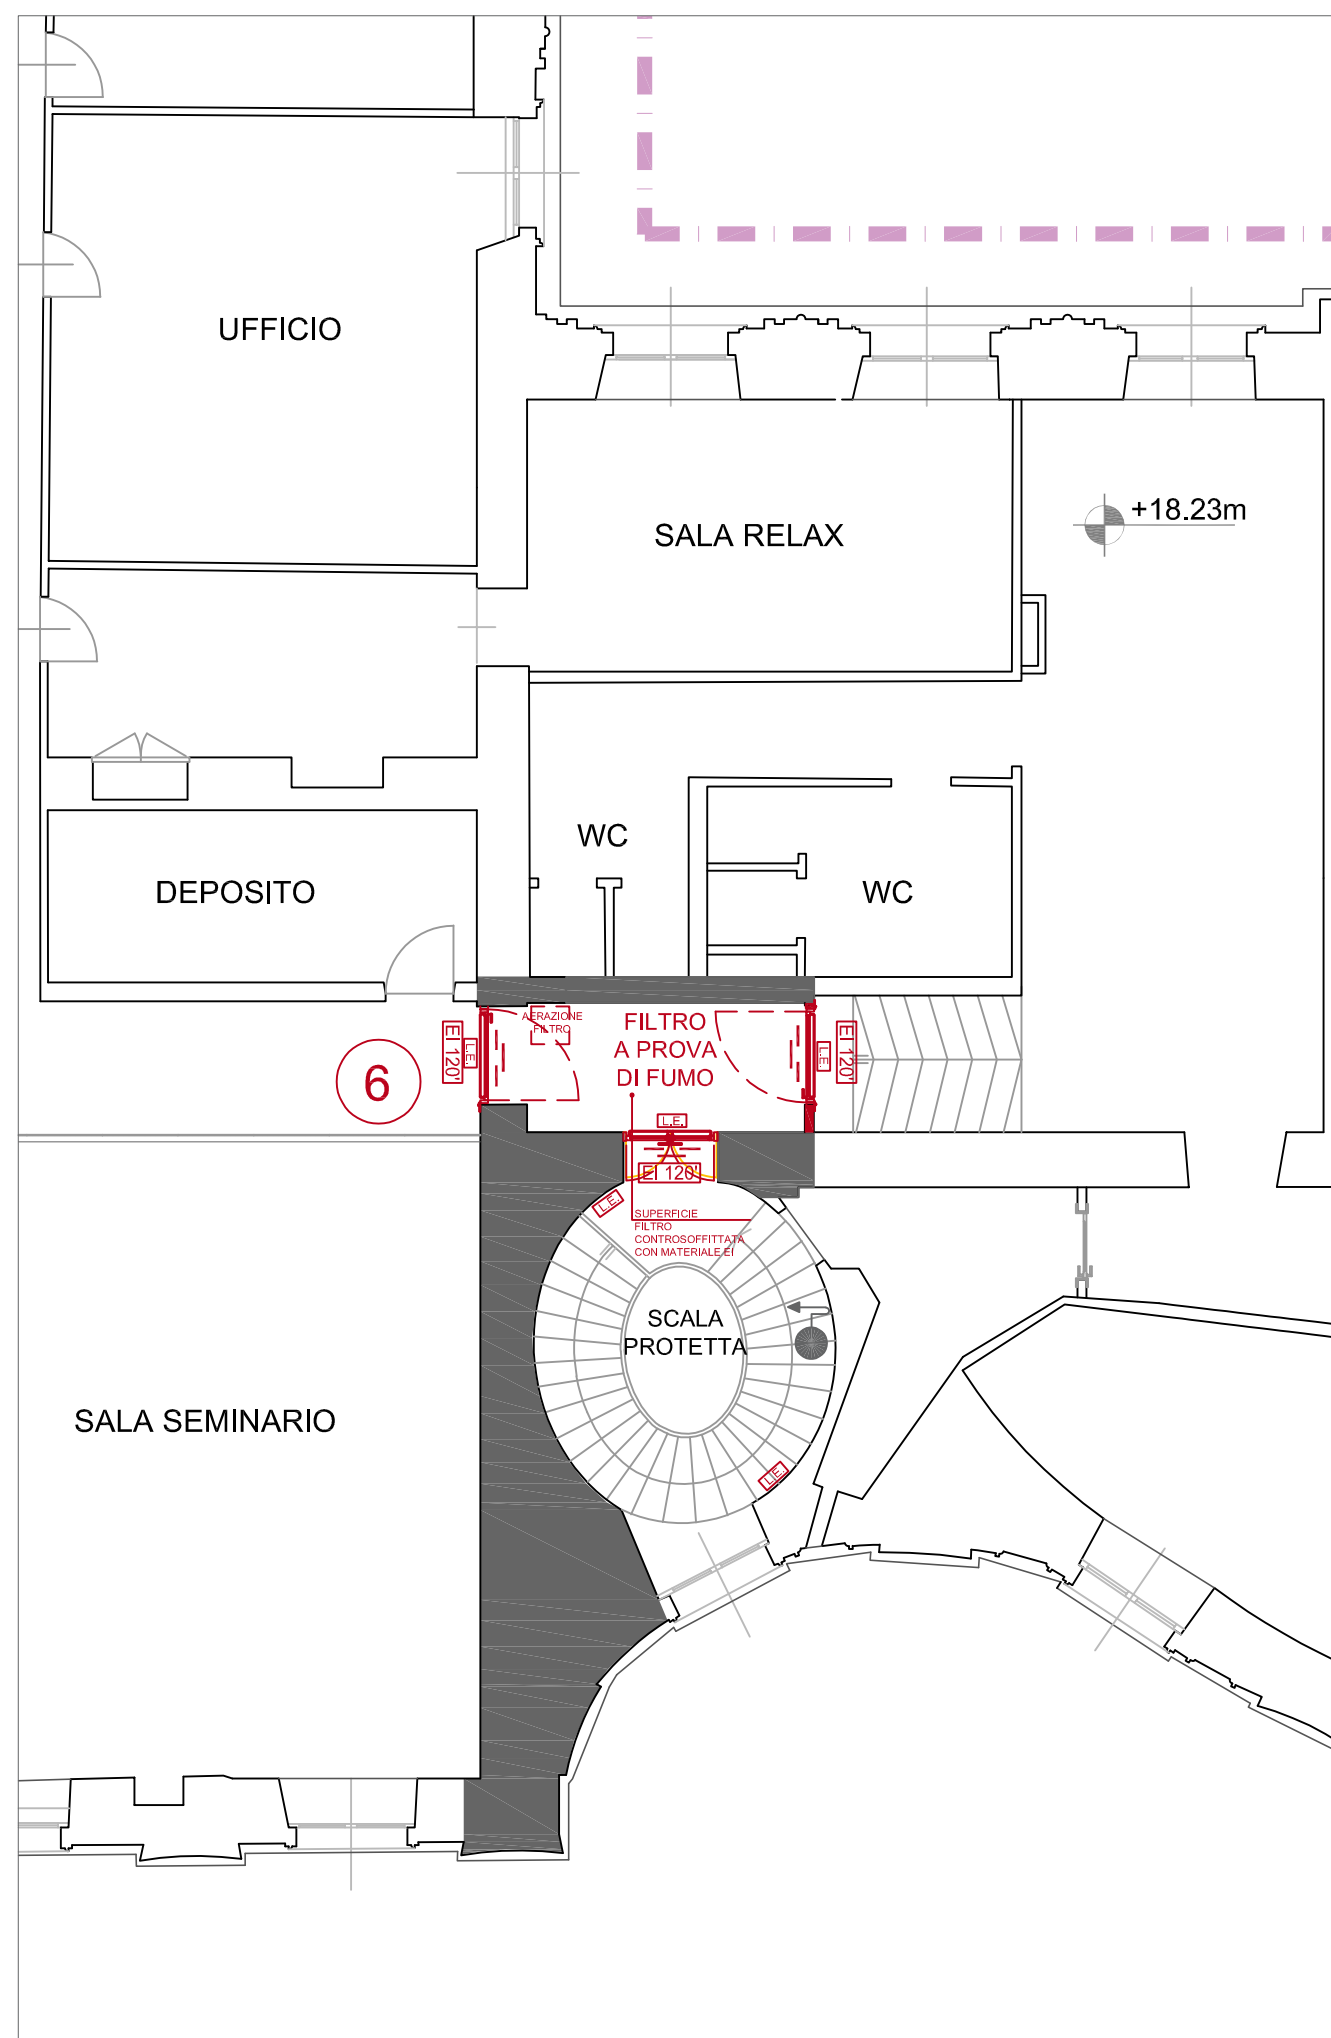 UFFICIO
SALA RELAX
+18.23m
WC
WC
DEPOSITO
AERAZIONE
FILTRO
FILTRO
A PROVA
DI FUMO
EI 120'
L.E.
L.E.
EI 120'
6
L.E.
EI 120'
L.E.
SUPERFICIE
FILTRO
CONTROSOFFITTATA
CON MATERIALE EI
SCALA
PROTETTA
SALA SEMINARIO
L.E.